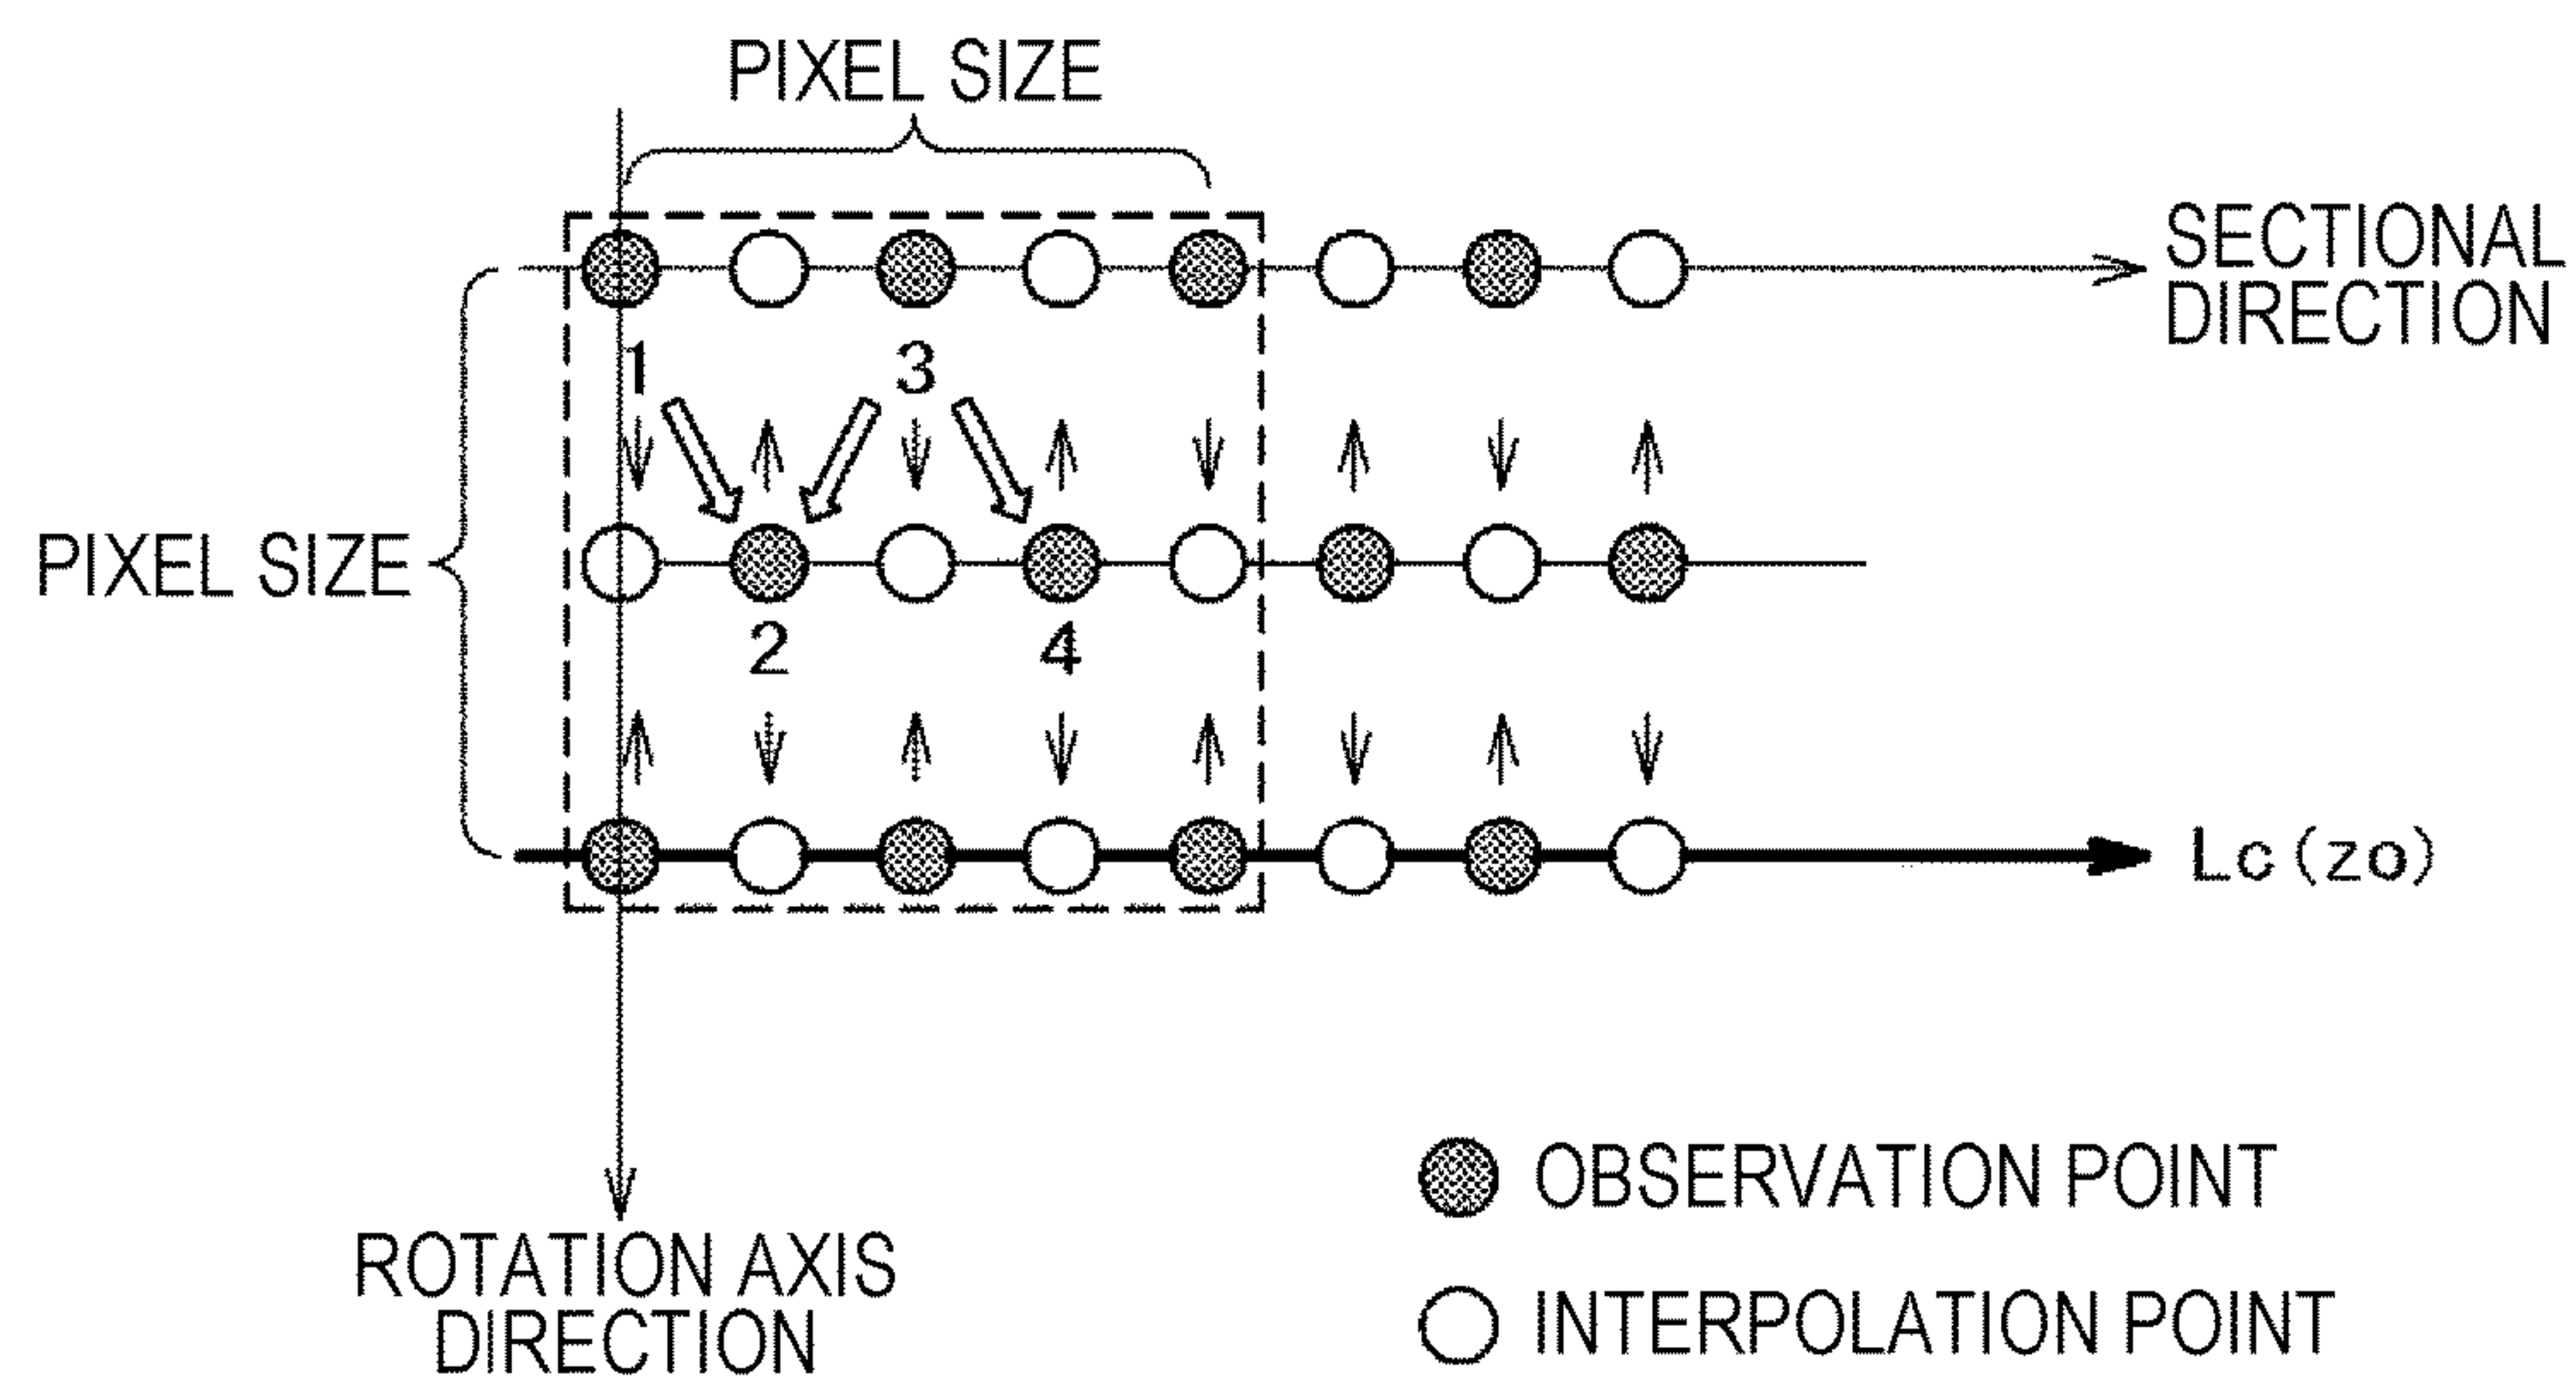 PIXEL SIZE
SECTIONAL
DIRECTION
1
3
PIXEL SIZE
2
4
Lc(zo)
OBSERVATION POINT
ROTATION AXIS
DIRECTION
INTERPOLATION POINT